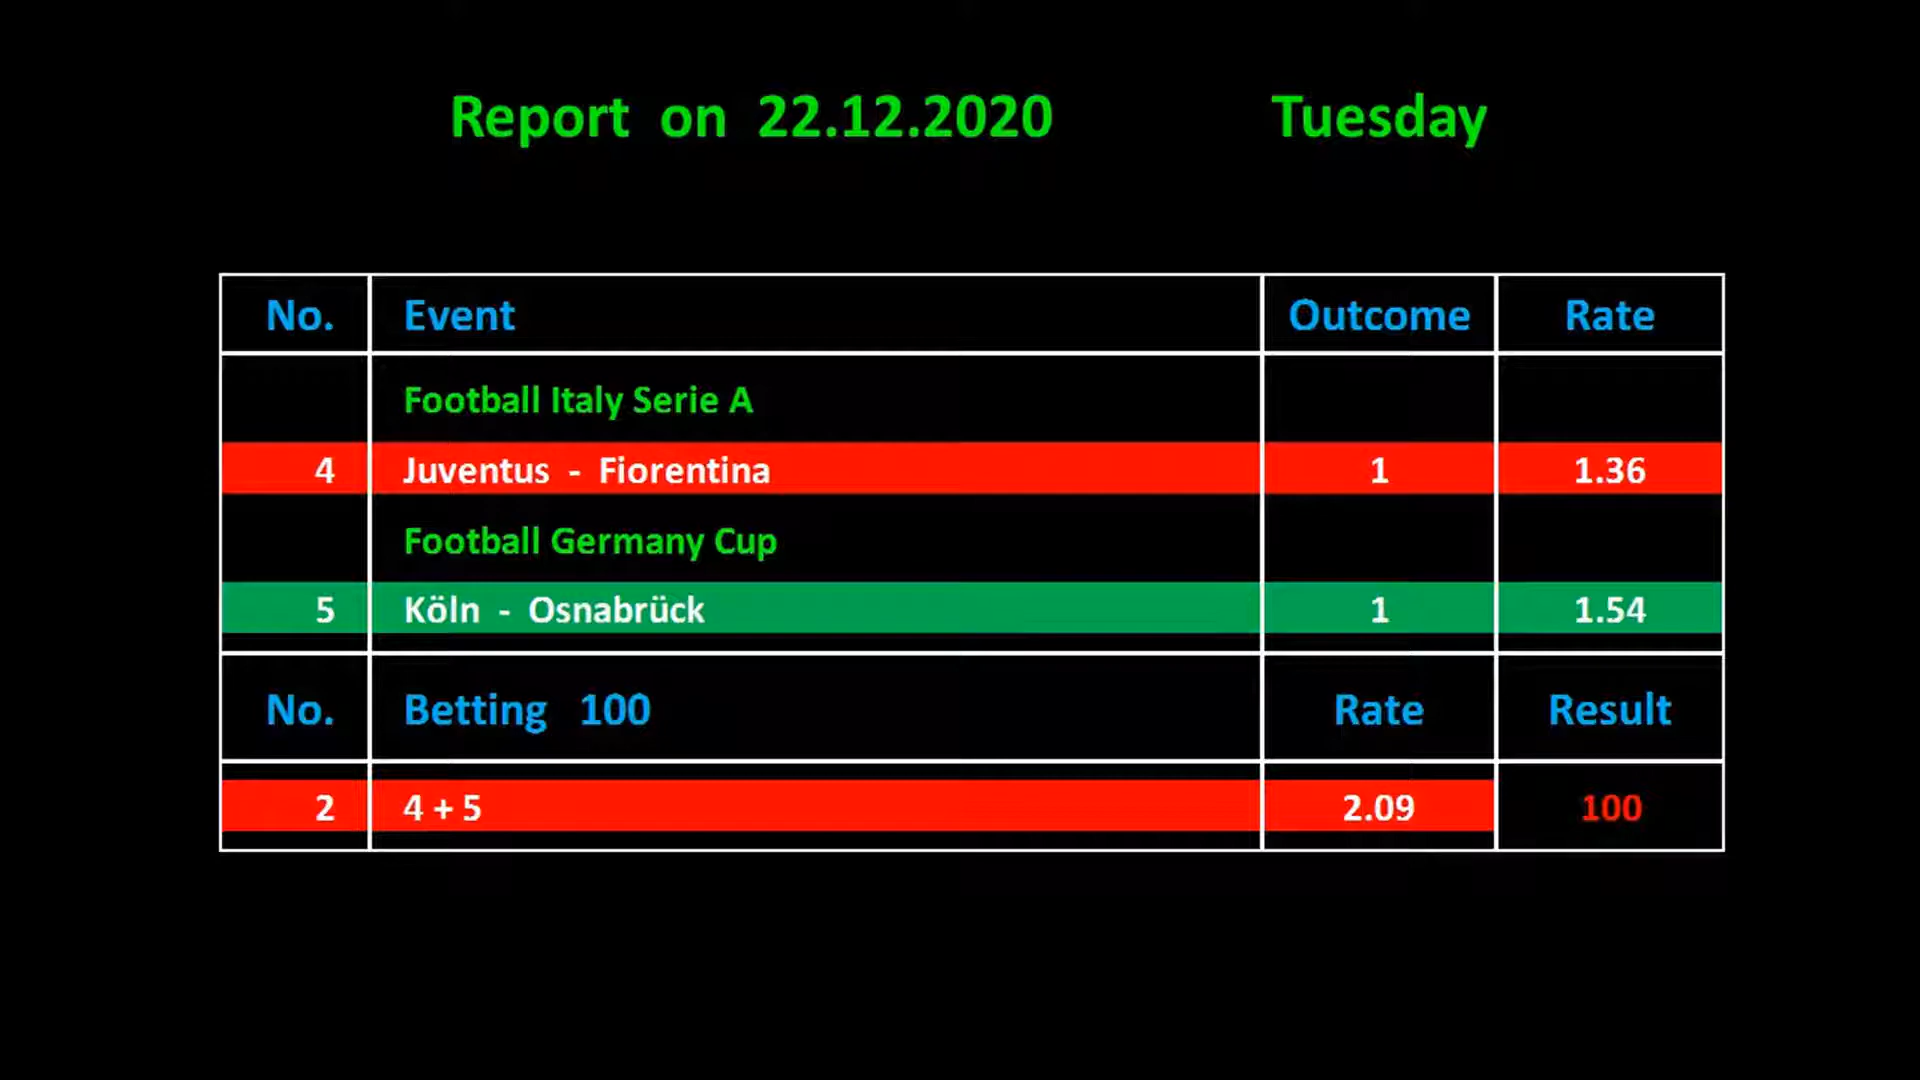 Report on 22.12.2020 Tuesday
No. Event Outcome Rate
Football Italy Serie A
4 Juventus - Fiorentina 1 1.36
Football Germany Cup
5 Köln - Osnabrück 1 1.54
No. Betting 100 Rate Result
2 4 + 5 2.09 100